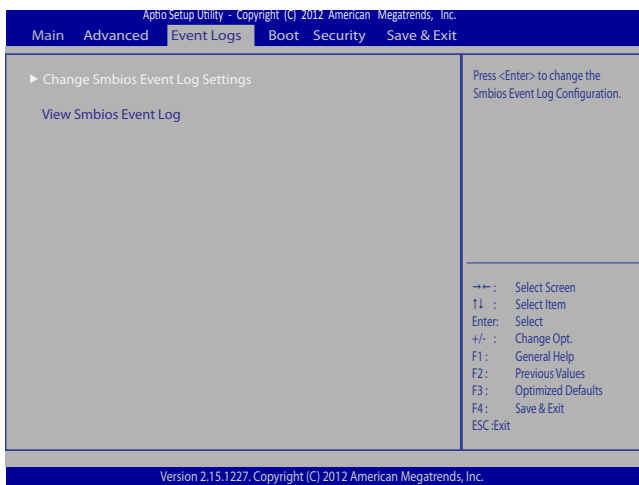 Aptio Setup Utility - Copyright (C) 2012 American Megatrends, Inc.
Main Advanced Event Logs Boot Security Save & Exit
► Change Smbios Event Log Settings
View Smbios Event Log
Press <Enter> to change the
Smbios Event Log Configuration.
→←: Select Screen
↑↓ : Select Item
Enter: Select
+/- : Change Opt.
F1 : General Help
F2 : Previous Values
F3 : Optimized Defaults
F4 : Save & Exit
ESC :Exit
Version 2.15.1227. Copyright (C) 2012 American Megatrends, Inc.